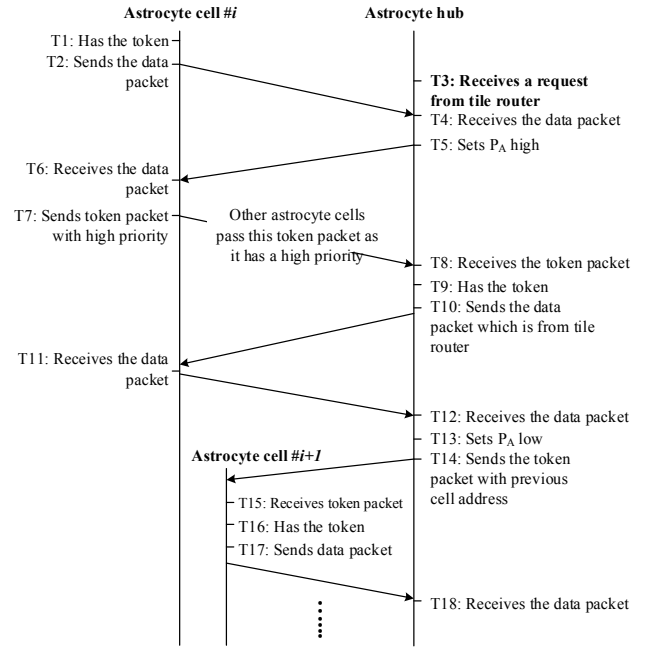 Astrocyte cell #i
Astrocyte hub
T1: Has the token
T2: Sends the data
packet
T3: Receives a request
from tile router
T4: Receives the data packet
T5: Sets PA high
T6: Receives the data
packet
T7: Sends token packet
with high priority
Other astrocyte cells
pass this token packet as
it has a high priority
T8: Receives the token packet
T9: Has the token
T10: Sends the data
packet which is from tile
router
T11: Receives the data
packet
T12: Receives the data packet
T13: Sets PA low
T14: Sends the token
packet with previous
cell address
Astrocyte cell #i+1
T15: Receives token packet
T16: Has the token
T17: Sends data packet
T18: Receives the data packet